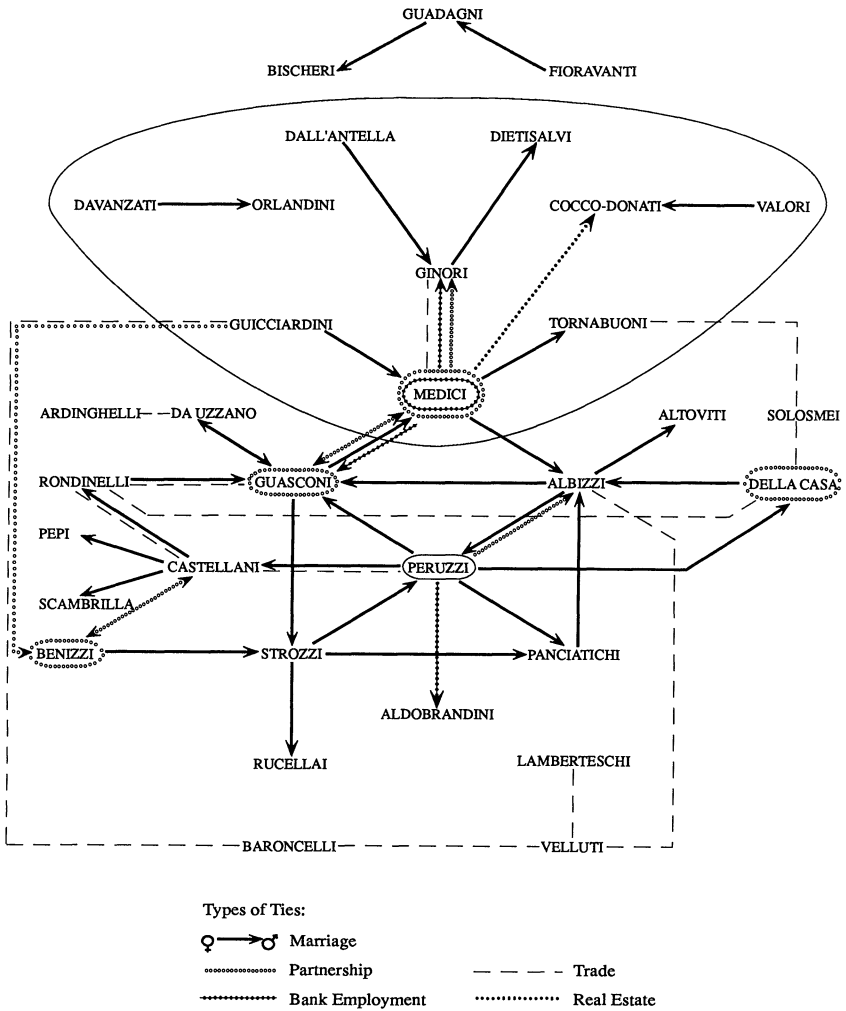 GUADAGNI
BISCHERI FIORAVANTI
DALL'ANTELLA DIETISALVI
DAVANZATI ORLANDINI COCCO-DONATI VALORI
GINORI
GUICCIARDINI TORNABUONI
MEDICI
ARDINGHELLI DA UZZANO ALTOVITI SOLOSMEI
RONDINELLI GUASCONI ALBIZZI DELLA CASA
PEPI
CASTELLANI PERUZZI
SCAMBRILLA
BENIZZI STROZZI PANCIATICHI
ALDOBRANDINI
RUCELLAI LAMBERTESCHI
BARONCELLI VELLUTI
Types of Ties:
♀ ♂ Marriage
Partnership Trade
Bank Employment Real Estate